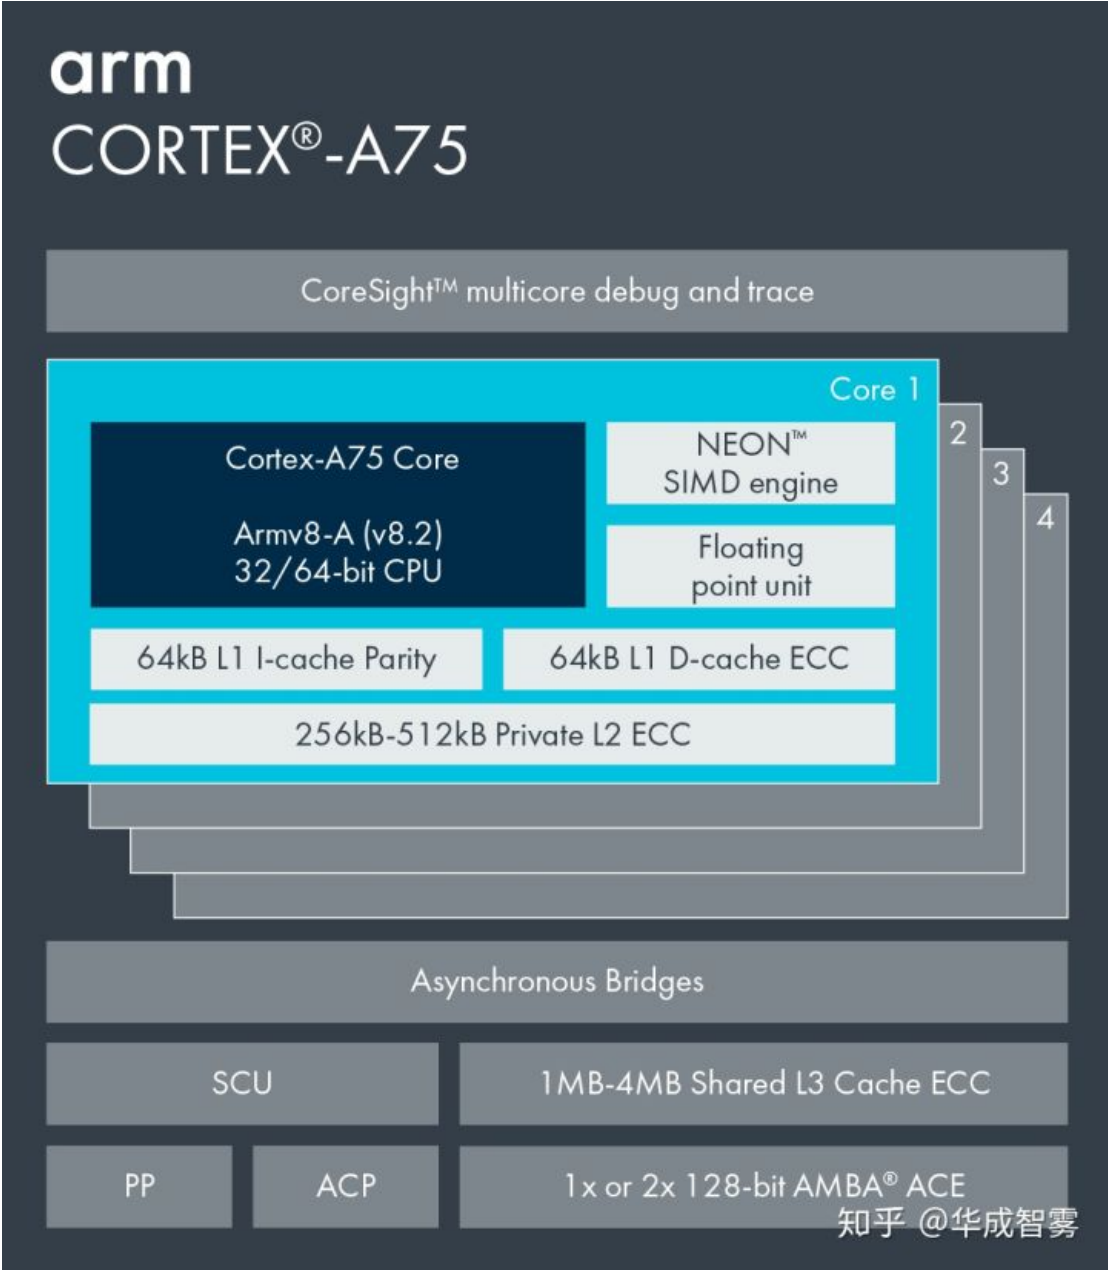 arm
CORTEX®-A75
CoreSight™ multicore debug and trace
Core 1
2
3
4
Cortex-A75 Core
Armv8-A (v8.2)
32/64-bit CPU
NEON™
SIMD engine
Floating
point unit
64kB L1 I-cache Parity
64kB L1 D-cache ECC
256kB-512kB Private L2 ECC
Asynchronous Bridges
SCU
1MB-4MB Shared L3 Cache ECC
PP
ACP
1x or 2x 128-bit AMBA® ACE
知乎 @华成智雾